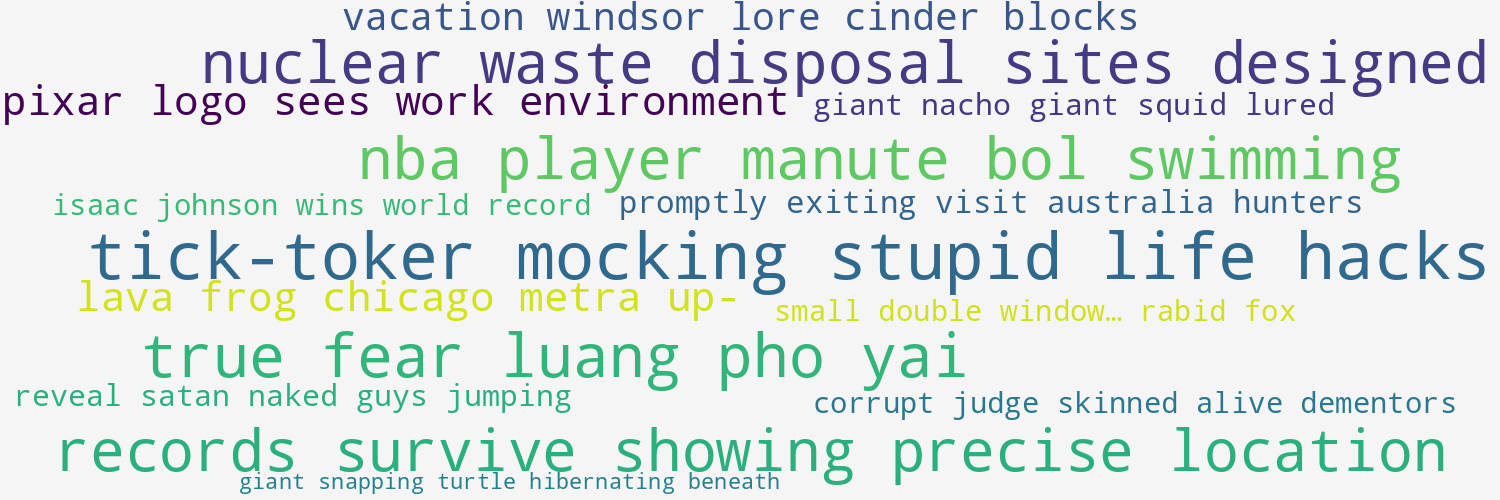 vacation windsor lore cinder blocks
nuclear waste disposal sites designed
pixar logo sees work environment
giant nacho giant squid lured
nba player manute bol swimming
isaac johnson wins world record
promptly exiting visit australia hunters
tick-toker mocking stupid life hacks
lava frog chicago metra up-
small double window… rabid fox
true fear luang pho yai
reveal satan naked guys jumping
corrupt judge skinned alive dementors
records survive showing precise location
giant snapping turtle hibernating beneath